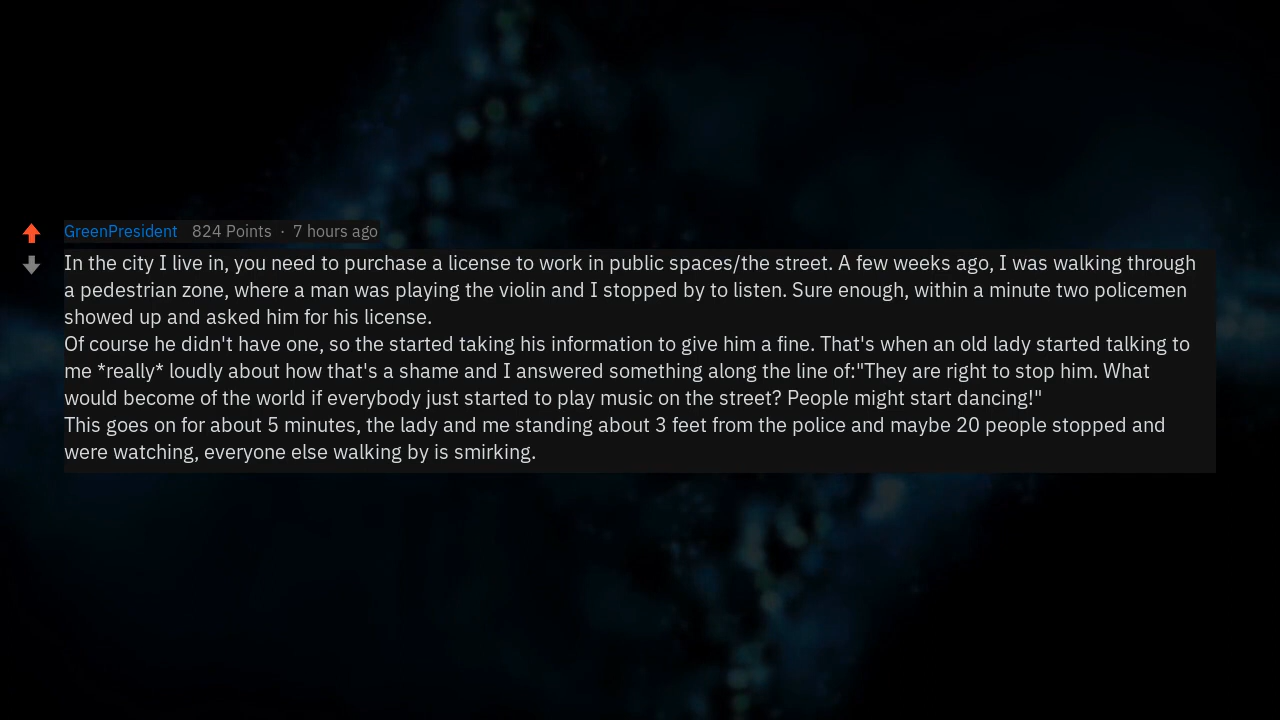 GreenPresident 824 Points · 7 hours ago
In the city I live in, you need to purchase a license to work in public spaces/the street. A few weeks ago, I was walking through
a pedestrian zone, where a man was playing the violin and I stopped by to listen. Sure enough, within a minute two policemen
showed up and asked him for his license.
Of course he didn't have one, so the started taking his information to give him a fine. That's when an old lady started talking to
me *really* loudly about how that's a shame and I answered something along the line of:"They are right to stop him. What
would become of the world if everybody just started to play music on the street? People might start dancing!"
This goes on for about 5 minutes, the lady and me standing about 3 feet from the police and maybe 20 people stopped and
were watching, everyone else walking by is smirking.